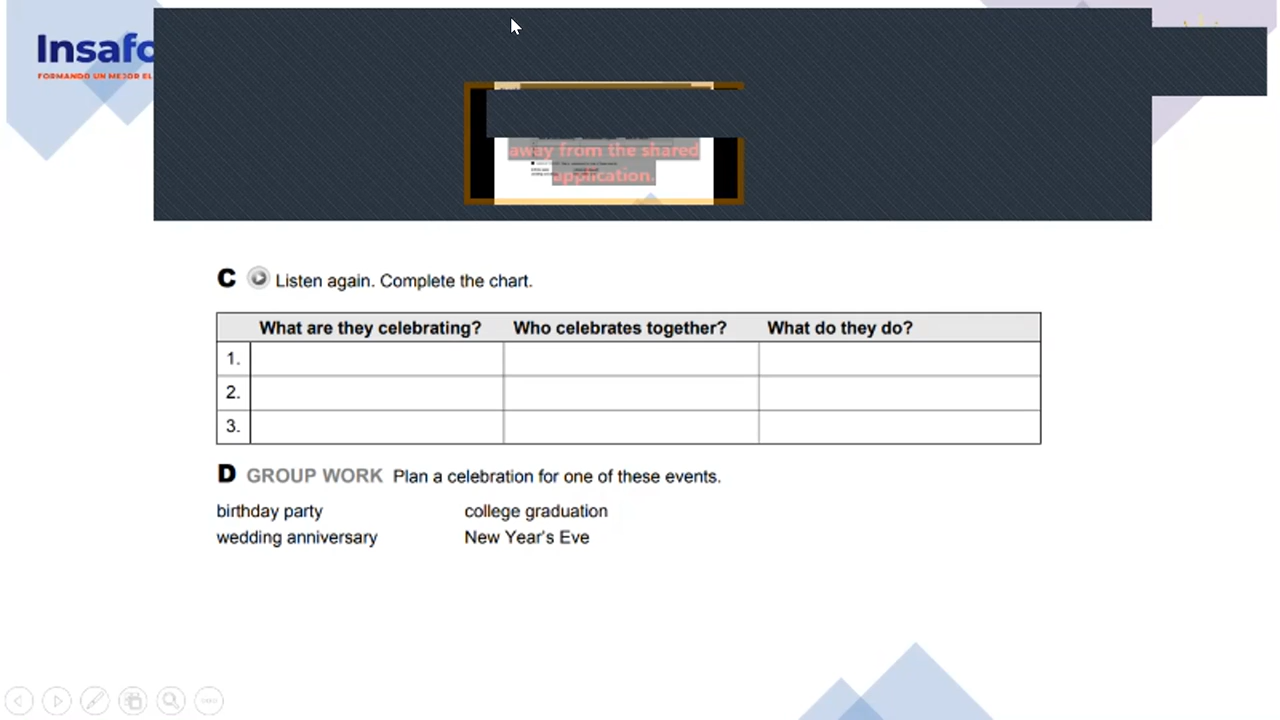 Insafo
FORMANDO UN MEJOR EL
away from the shared
application.
C Listen again. Complete the chart.
What are they celebrating? Who celebrates together? What do they do?
1.
2.
3.
D GROUP WORK Plan a celebration for one of these events.
birthday party college graduation
wedding anniversary New Year's Eve